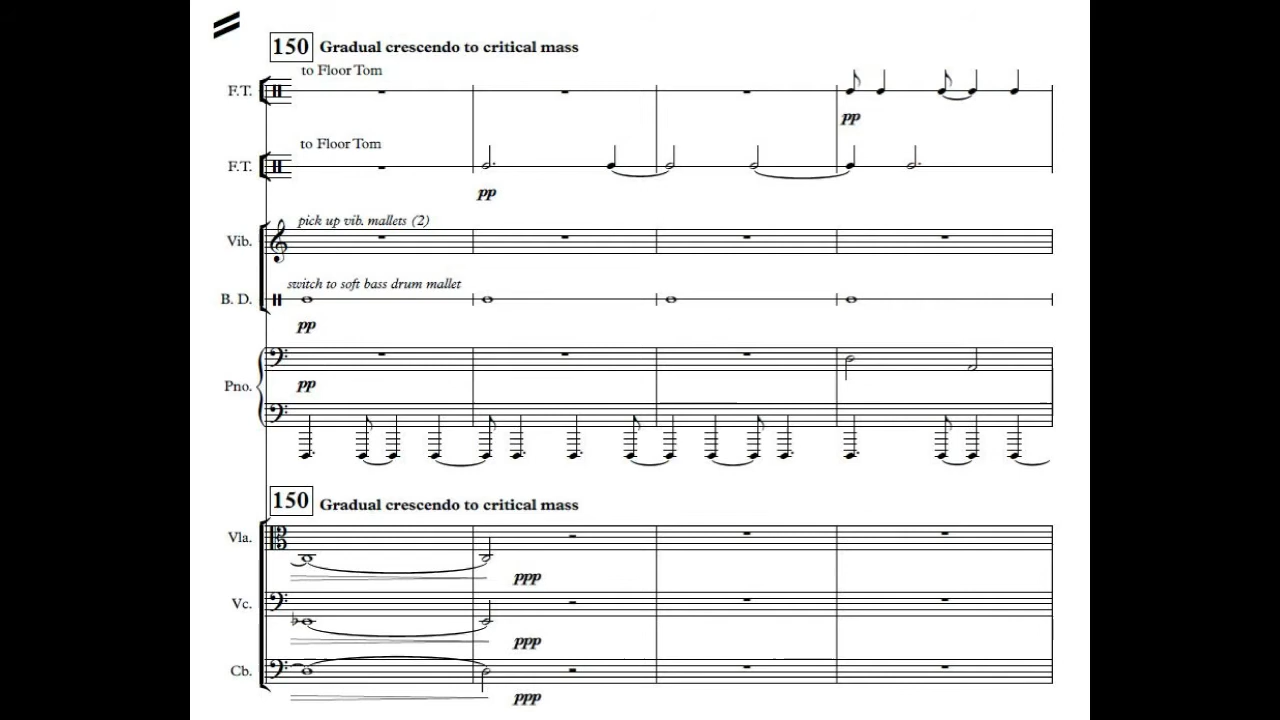 150 Gradual crescendo to critical mass
to Floor Tom
F.T.
pp
to Floor Tom
F.T.
pp
pick up vib. mallets (2)
Vib.
switch to soft bass drum mallet
B. D.
pp
Pno.
pp
150 Gradual crescendo to critical mass
Vla.
ppp
Vc.
ppp
Cb.
ppp